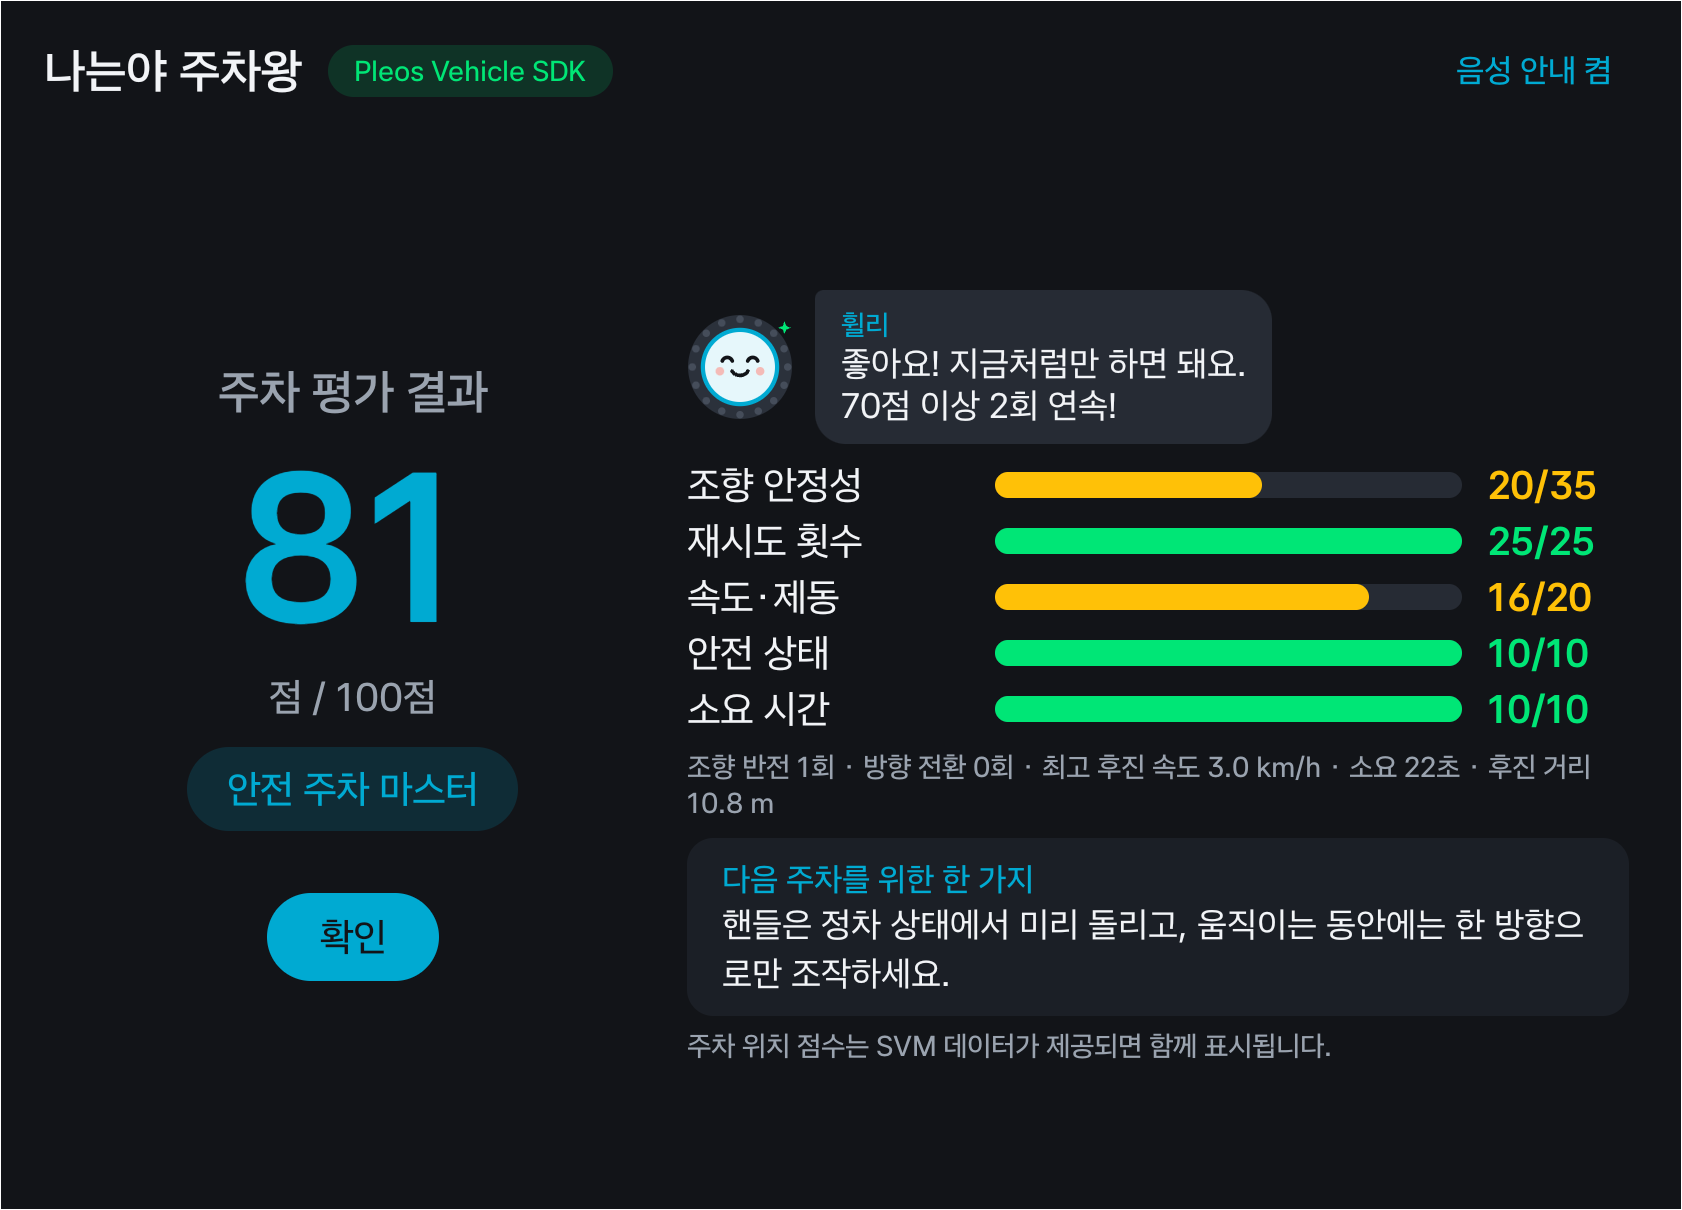 나는야 주차왕
Pleos Vehicle SDK
음성 안내 켬
주차 평가 결과
81
점 / 100점
안전 주차 마스터
확인
휠리
좋아요! 지금처럼만 하면 돼요.
70점 이상 2회 연속!
조향 안정성 20/35
재시도 횟수 25/25
속도·제동 16/20
안전 상태 10/10
소요 시간 10/10
조향 반전 1회 · 방향 전환 0회 · 최고 후진 속도 3.0 km/h · 소요 22초 · 후진 거리
10.8 m
다음 주차를 위한 한 가지
핸들은 정차 상태에서 미리 돌리고, 움직이는 동안에는 한 방향으
로만 조작하세요.
주차 위치 점수는 SVM 데이터가 제공되면 함께 표시됩니다.